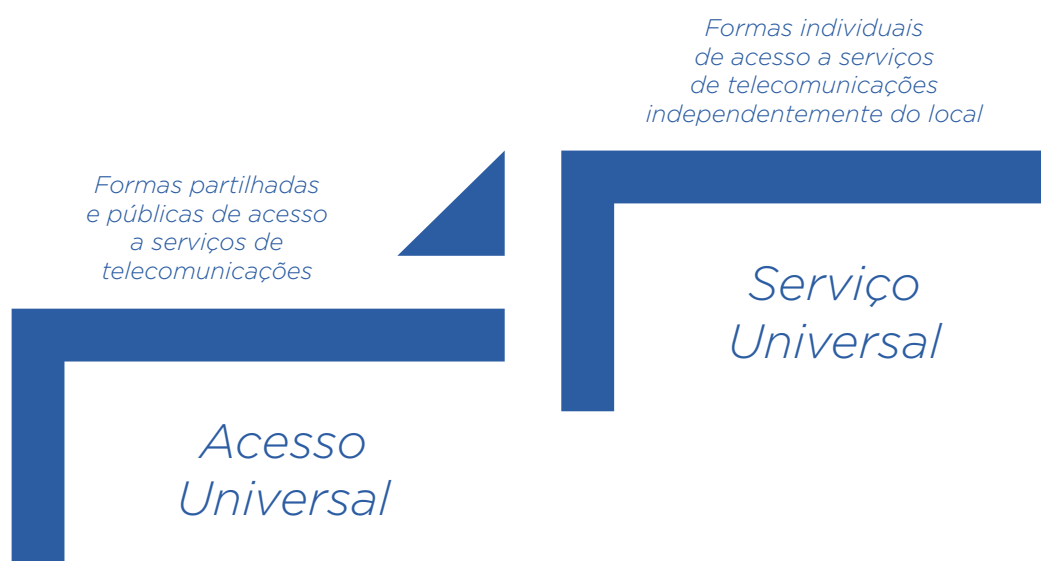 Formas individuais
de acesso a serviços
de telecomunicações
independentemente do local
Formas partilhadas
e públicas de acesso
a serviços de
telecomunicações
Serviço
Universal
Acesso
Universal